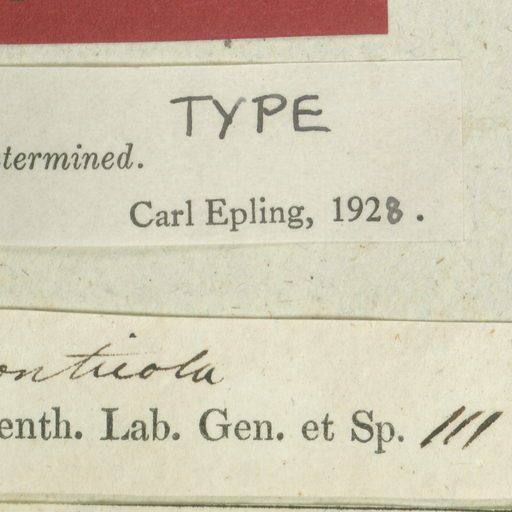 TYPE
termined.
Carl Epling, 1928.
onticola
enth. Lab. Gen. et Sp. 111